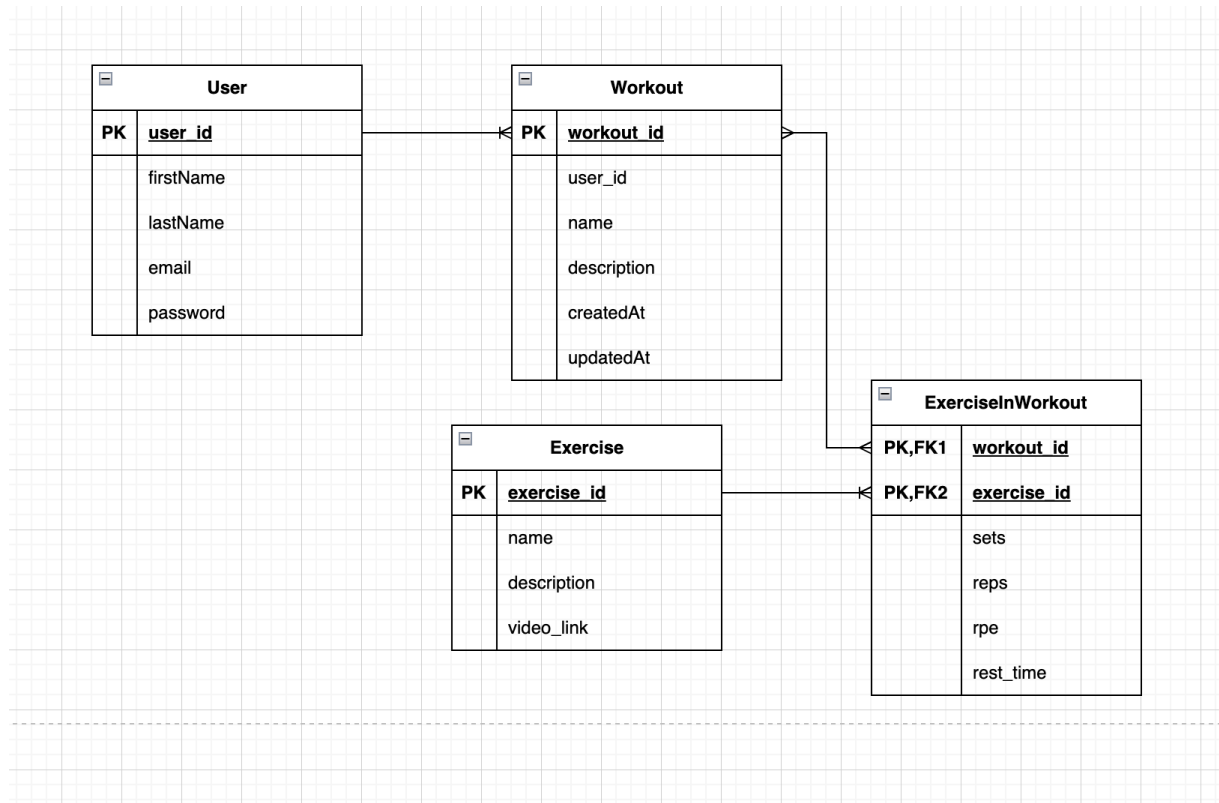 User
PK user_id
firstName
lastName
email
password
Workout
PK workout_id
user_id
name
description
createdAt
updatedAt
Exercise
PK exercise_id
name
description
video_link
ExerciseInWorkout
PK,FK1 workout_id
PK,FK2 exercise_id
sets
reps
rpe
rest_time